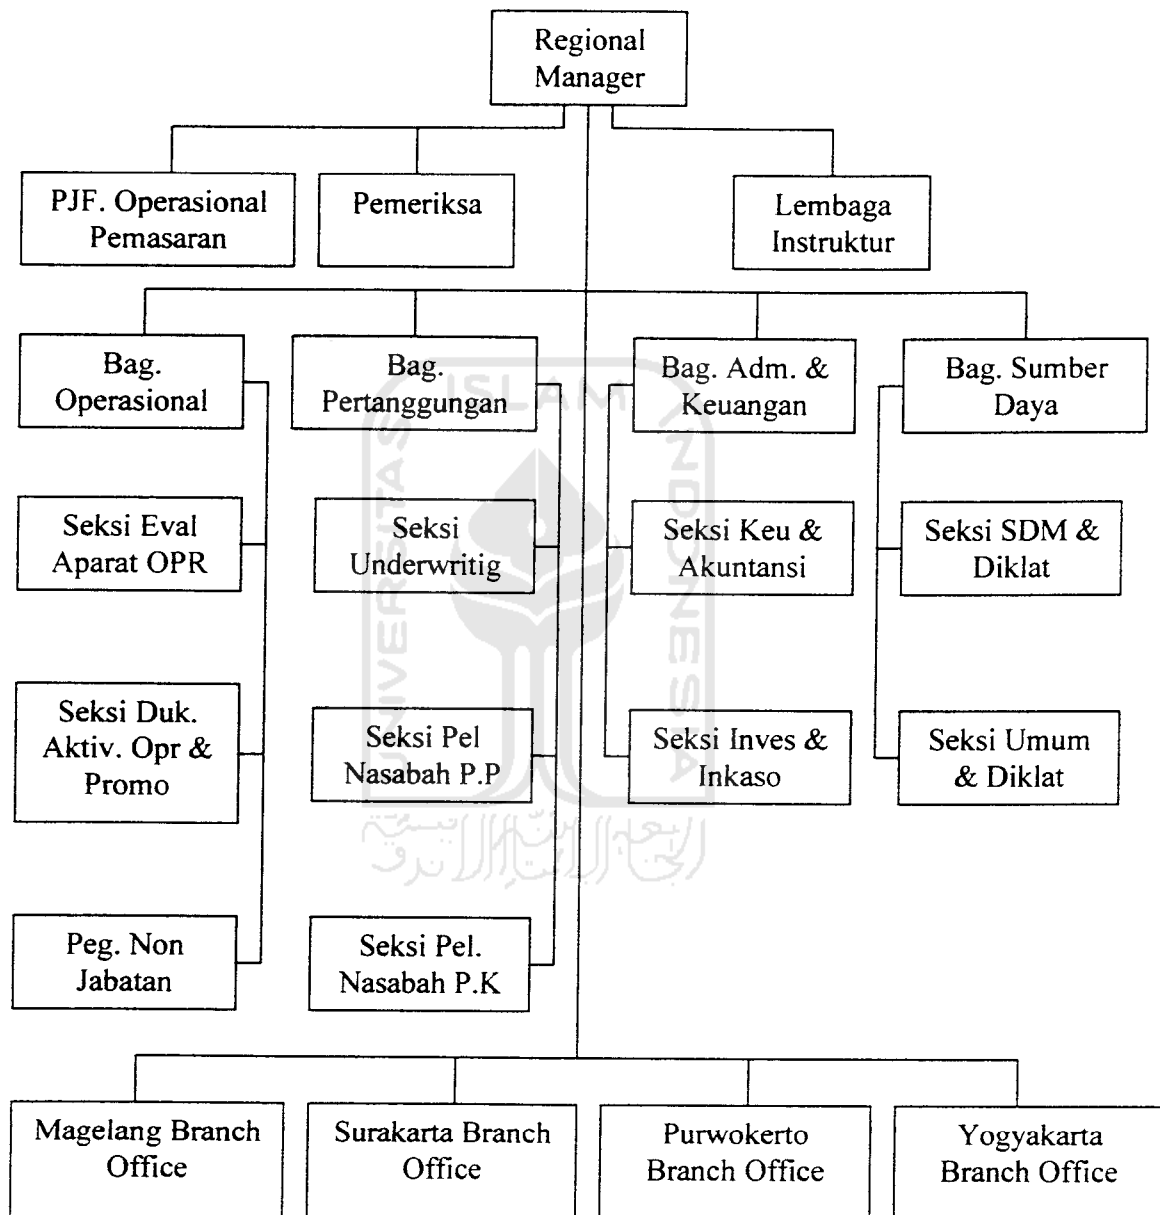 Regional
Manager
PJF. Operasional
Pemasaran
Pemeriksa
Lembaga
Instruktur
Bag.
Operasional
Bag.
Pertanggungan
Bag. Adm. &
Keuangan
Bag. Sumber
Daya
Seksi Eval
Aparat OPR
Seksi
Underwritig
Seksi Keu &
Akuntansi
Seksi SDM &
Diklat
Seksi Duk.
Aktiv. Opr &
Promo
Seksi Pel
Nasabah P.P
Seksi Inves &
Inkaso
Seksi Umum
& Diklat
Peg. Non
Jabatan
Seksi Pel.
Nasabah P.K
Magelang Branch
Office
Surakarta Branch
Office
Purwokerto
Branch Office
Yogyakarta
Branch Office
UNIVERSITAS
ISLAM
INDONESIA